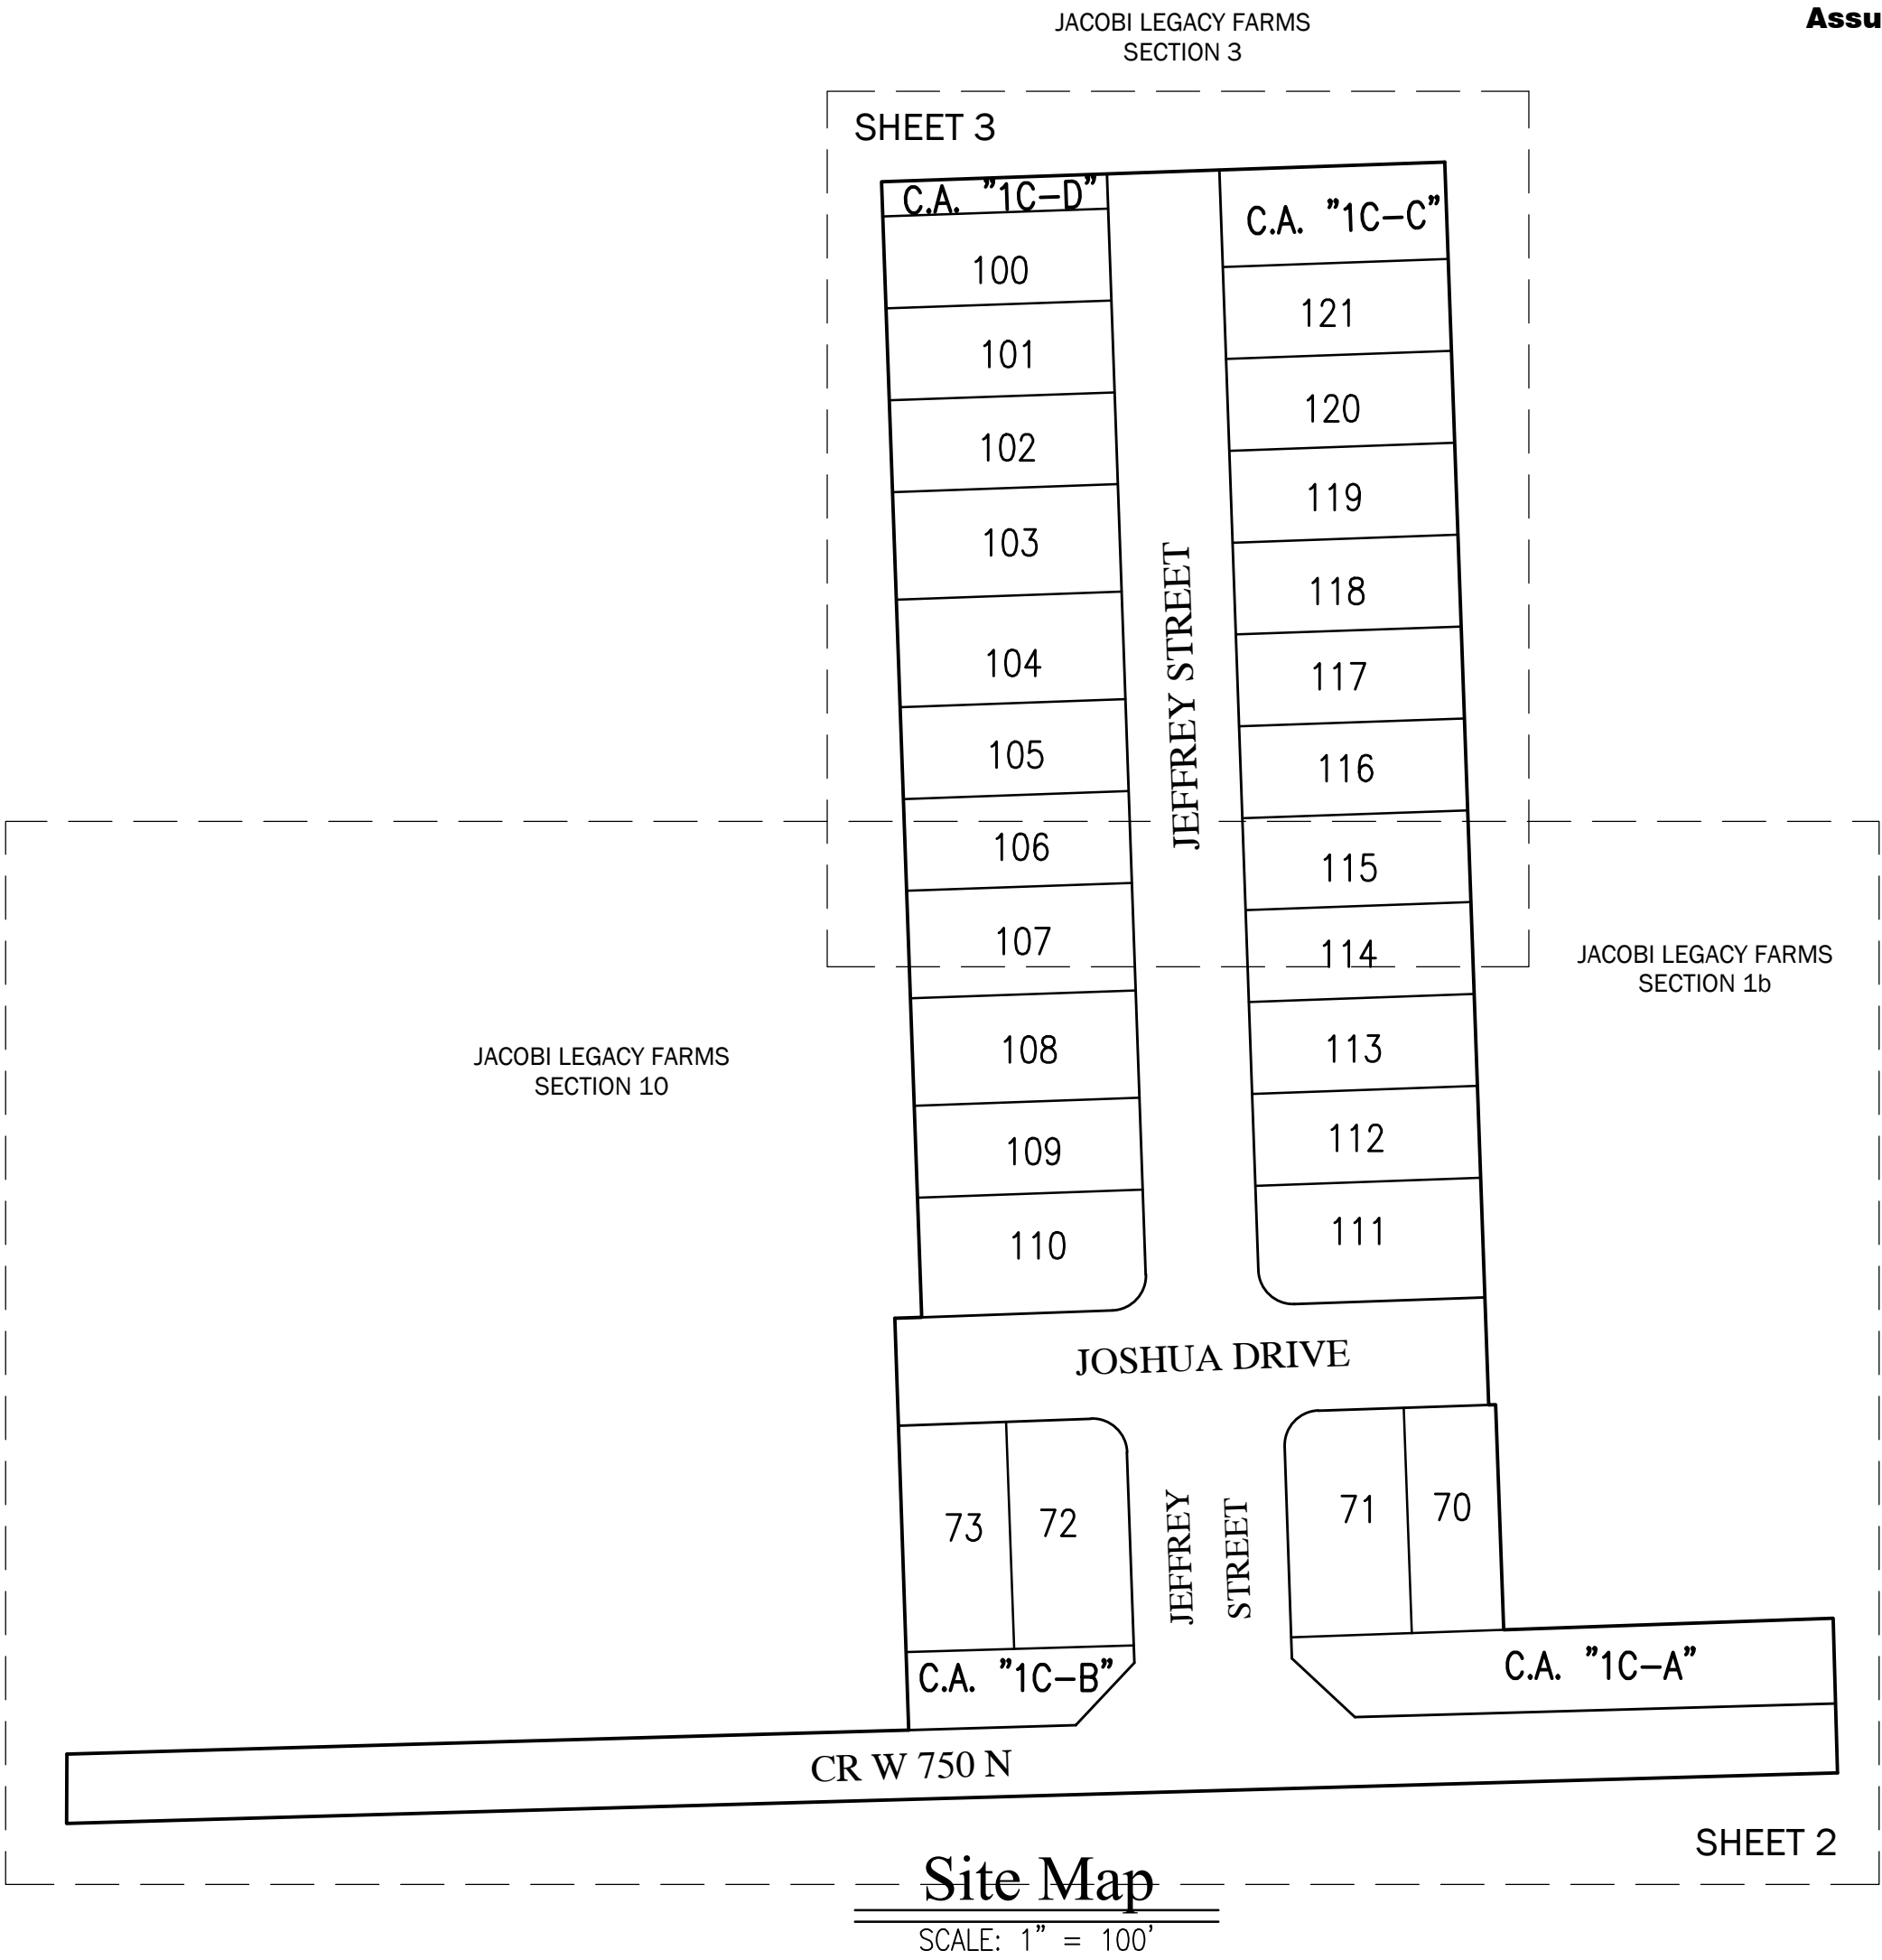 Assu
JACOBI LEGACY FARMS
SECTION 3
SHEET 3
C.A. "1C-D"
C.A. "1C-C"
100
121
101
120
102
119
103
118
104
117
105
116
106
115
107
114
108
113
109
112
110
111
JEFFREY STREET
JACOBI LEGACY FARMS
SECTION 1b
JACOBI LEGACY FARMS
SECTION 10
JOSHUA DRIVE
73
72
71
70
JEFFREY
STREET
C.A. "1C-B"
C.A. "1C-A"
CR W 750 N
SHEET 2
Site Map
SCALE: 1" = 100'